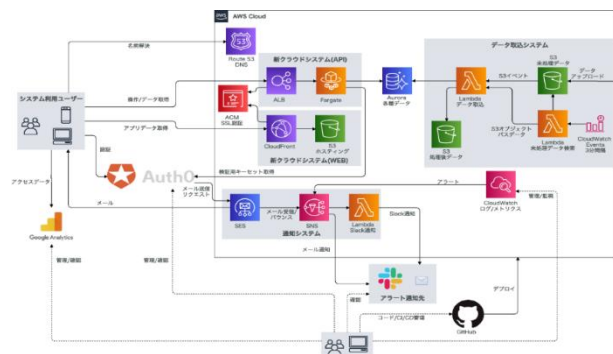 aws AWS Cloud
名前解決
Route 53
DNS
新クラウドシステム(API)
データ取込システム
S3
未処理データ
データ
アップロード
システム利用ユーザー
操作/データ取得
ALB
Fargate
Aurora
各種データ
S3イベント
Lambda
データ取込
ACM
SSL認証
アプリデータ取得
CloudFront
S3
ホスティング
新クラウドシステム(WEB)
S3オブジェクト
パスデータ
Lambda
未処理データ検索
CloudWatch
Events
3分間隔
S3
処理後データ
認証
Auth0
検証用キーセット取得
アクセスデータ
メール送信
リクエスト
メール
アラート
CloudWatch
ログ/メトリクス
管理/監視
Google Analytics
SES
メール受信/
バウンス
SNS
Lambda
Slack通知
通知システム
Slack通知
メール通知
管理/確認
管理/確認
アラート通知先
デプロイ
確認
GitHub
コード/CI/CD管理